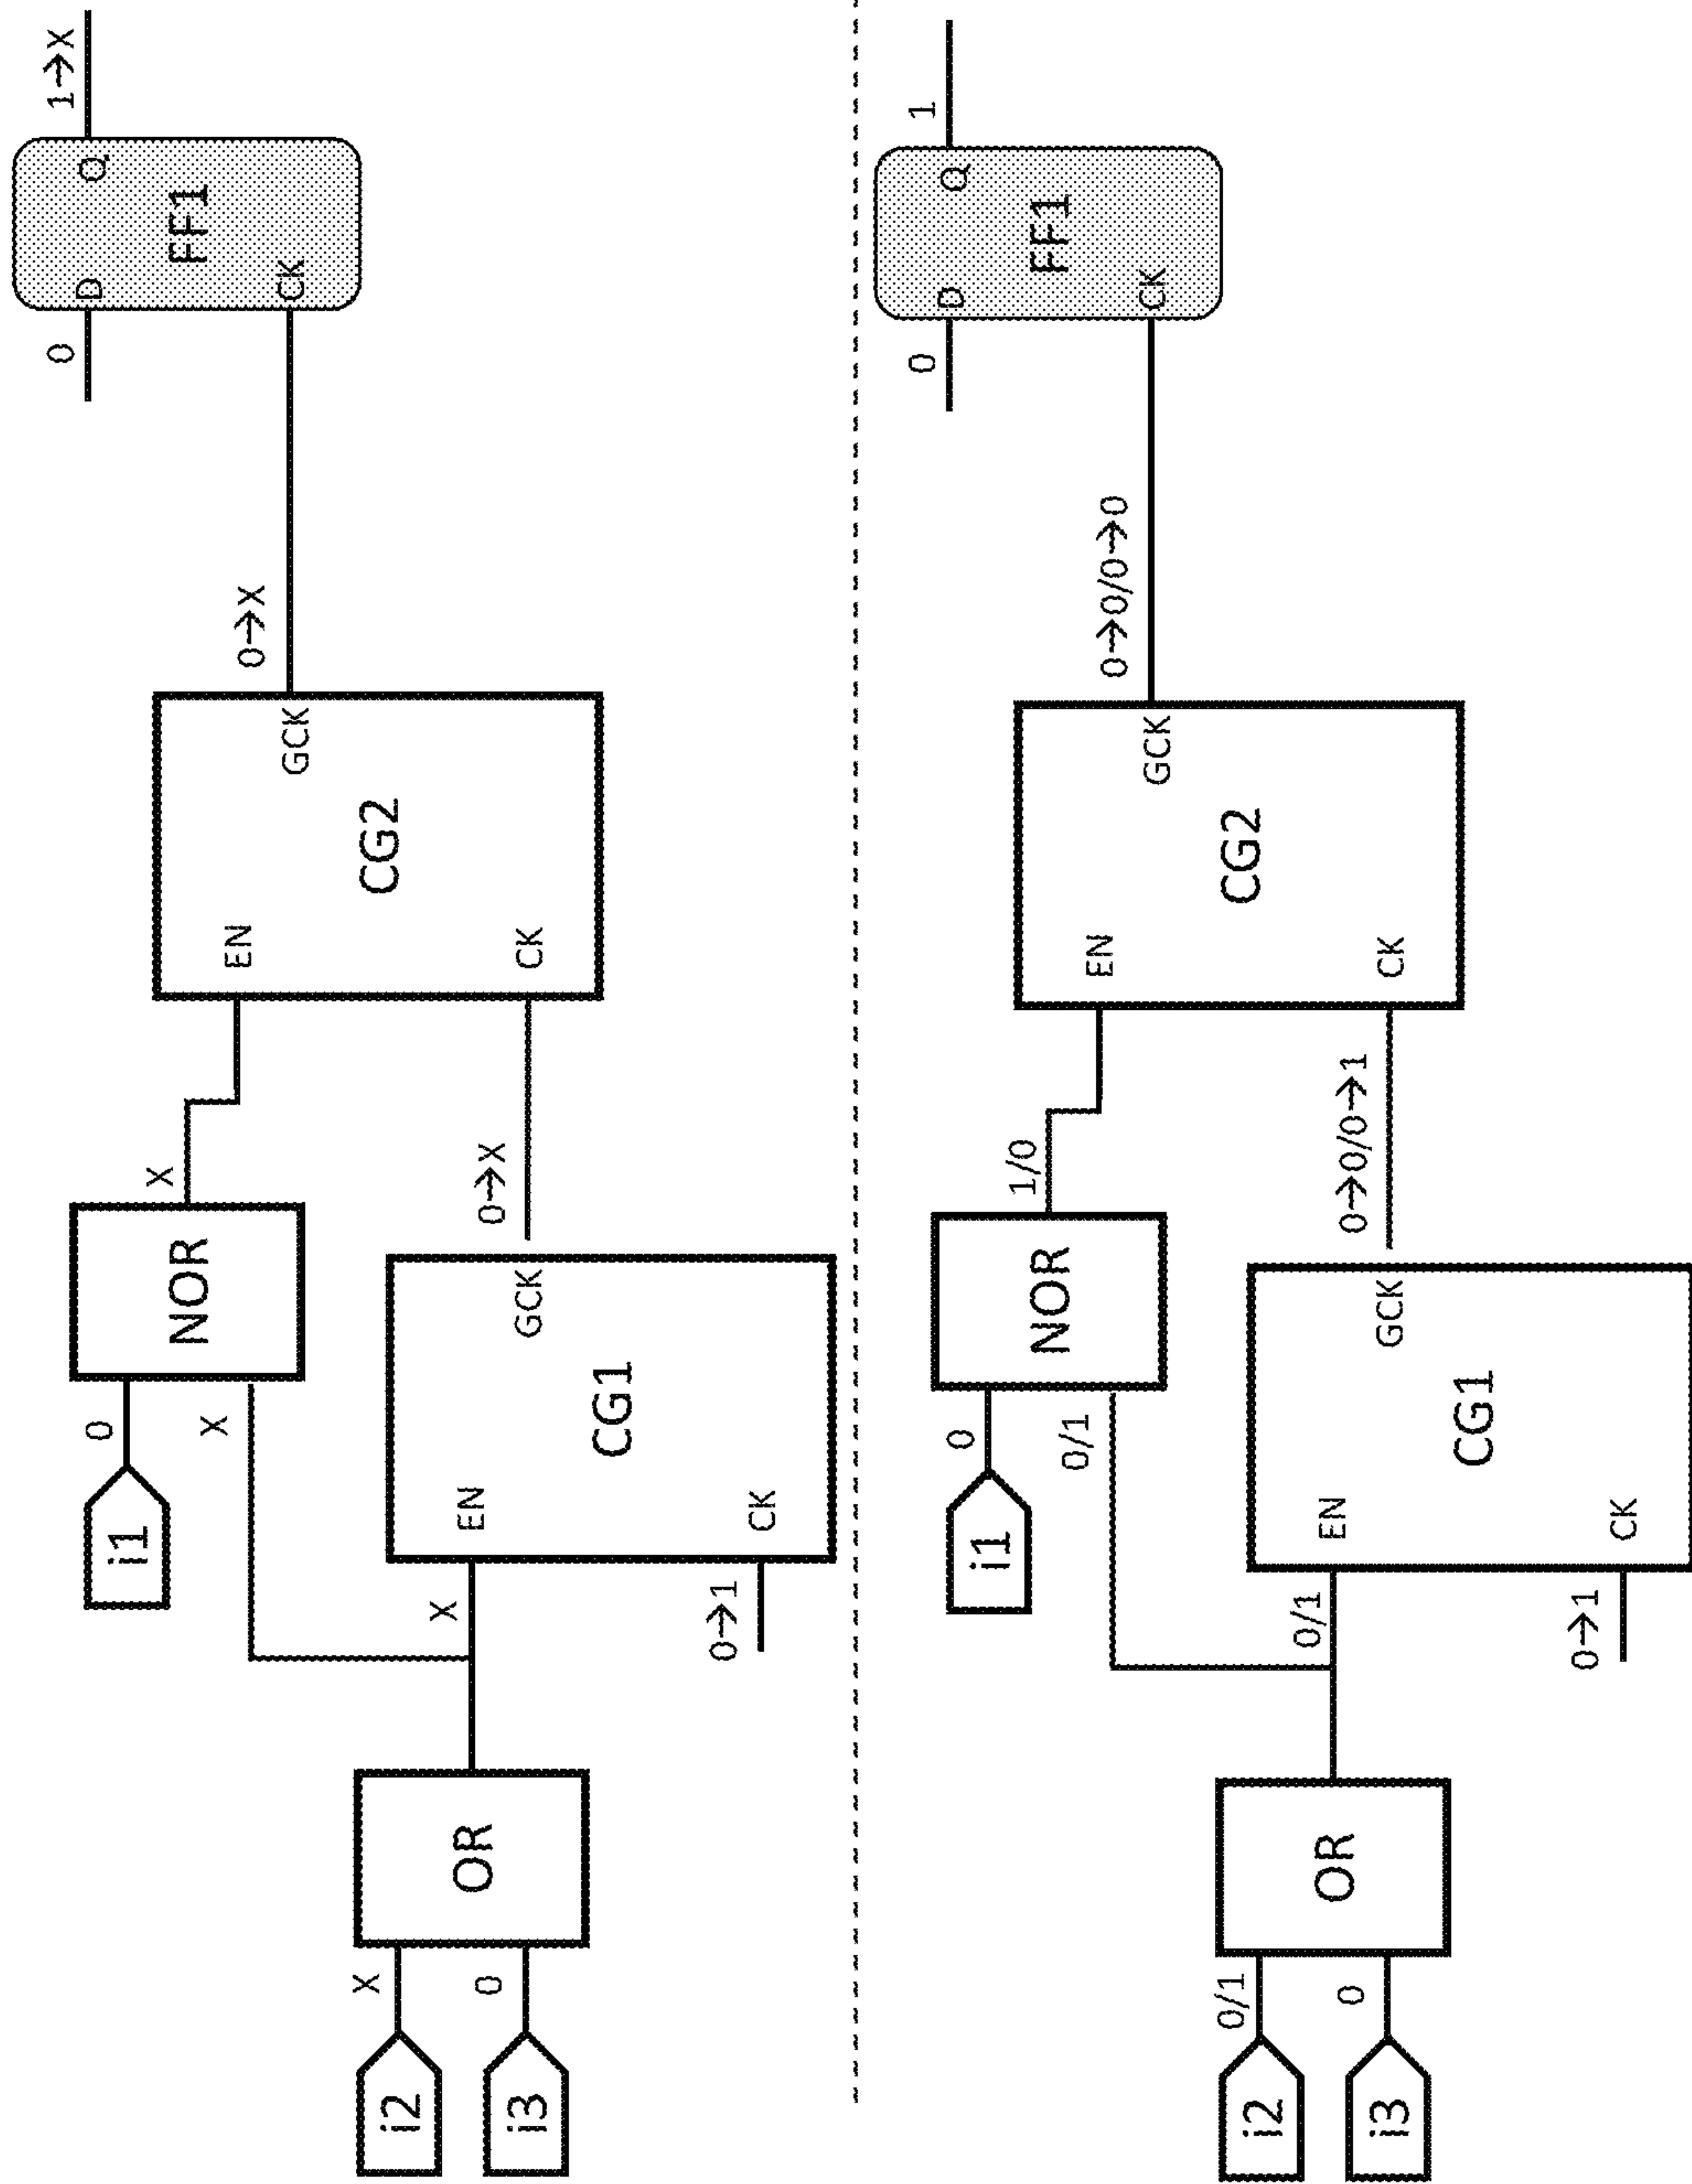 i1
0
X
NOR
X
i2
X
i3
0
OR
X
0→1
EN
CK
GCK
CG1
0→X
EN
CK
GCK
CG2
0→X
0
D
Q
CK
FF1
1→X
i1
0
0/1
NOR
1/0
i2
0/1
i3
0
OR
0/1
0→1
EN
CK
GCK
CG1
0→0/0→1
EN
CK
GCK
CG2
0→0/0→0
0
D
Q
CK
FF1
1